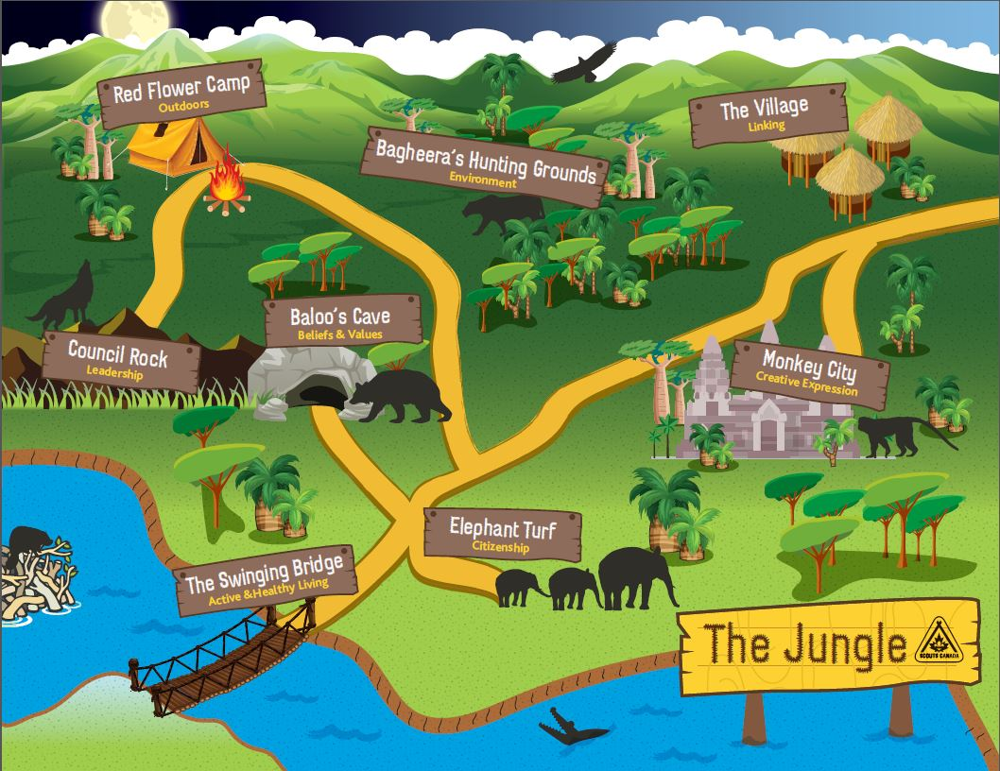 Red Flower Camp
Outdoors
Bagheera's Hunting Grounds
Environment
The Village
Linking
Council Rock
Leadership
Baloo's Cave
Beliefs & Values
Monkey City
Creative Expression
Elephant Turf
Citizenship
The Swinging Bridge
Active &Healthy Living
The Jungle
SCOUTS CANADA